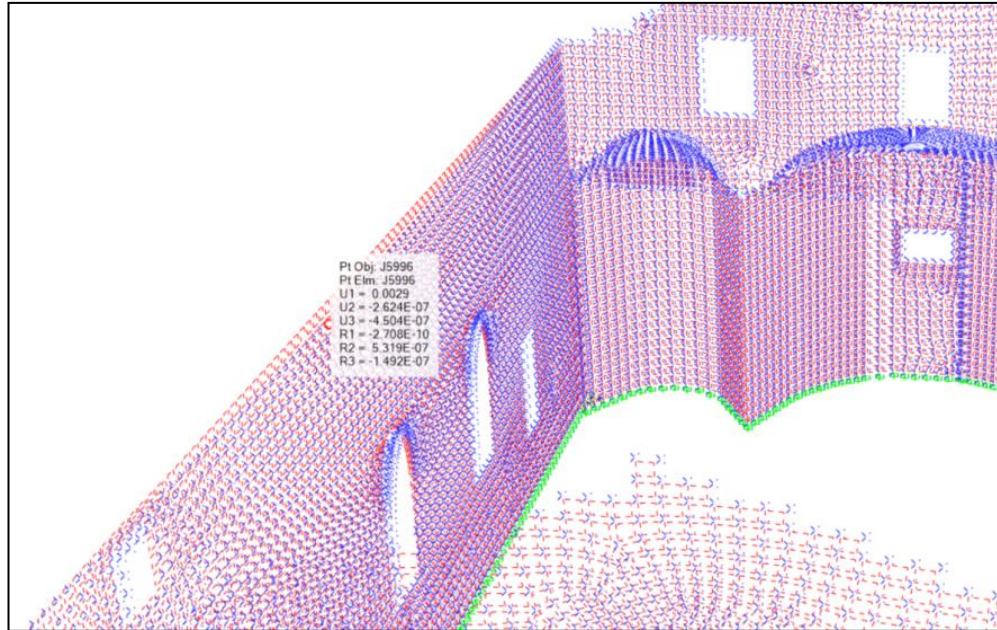 Pt Obj: J5996
Pt Elm: J5996
U1 = 0.0029
U2 = -2.624E-07
U3 = -4.504E-07
R1 = -2.708E-10
R2 = 5.319E-07
R3 = -1.492E-07